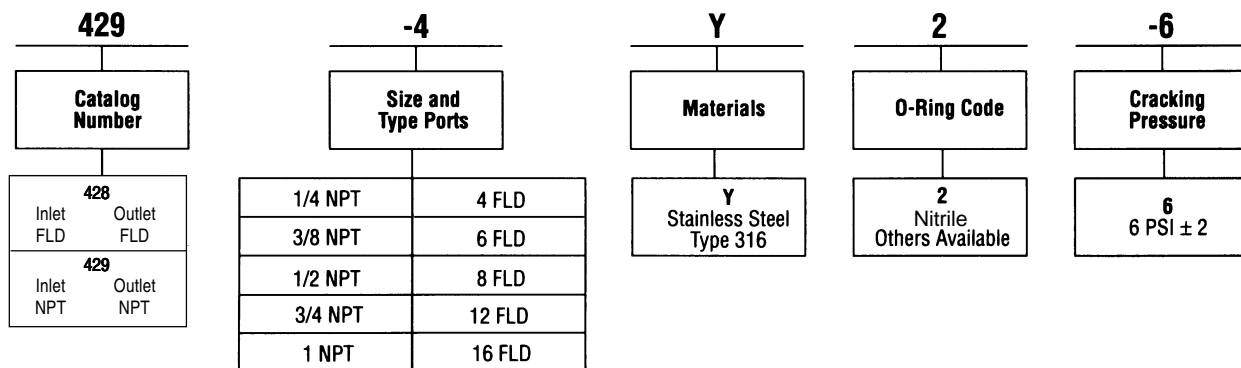 429 -4 Y 2 -6
Catalog
Number
Size and
Type Ports
Materials
O-Ring Code
Cracking
Pressure
428
Inlet Outlet
FLD FLD
429
Inlet Outlet
NPT NPT
1/4 NPT 4 FLD
3/8 NPT 6 FLD
1/2 NPT 8 FLD
3/4 NPT 12 FLD
1 NPT 16 FLD
Y
Stainless Steel
Type 316
2
Nitrile
Others Available
6
6 PSI ± 2